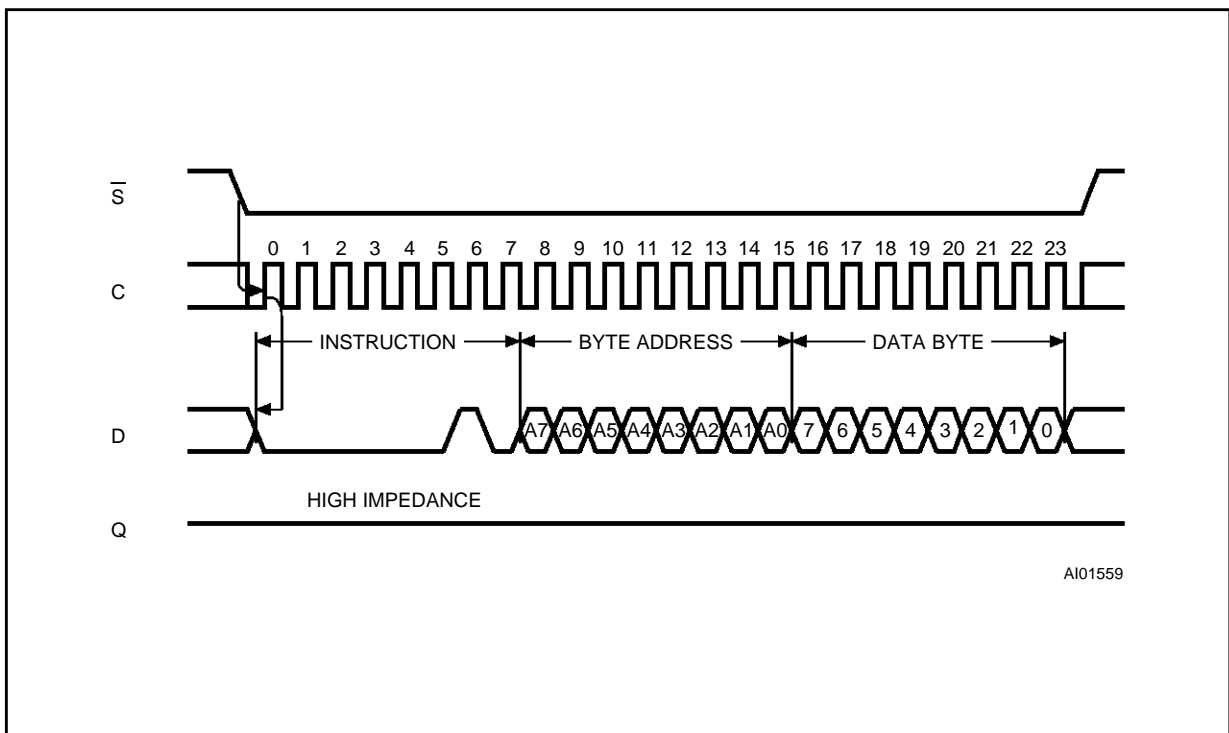 S̅
0 1 2 3 4 5 6 7 8 9 10 11 12 13 14 15 16 17 18 19 20 21 22 23
C
INSTRUCTION BYTE ADDRESS DATA BYTE
D
A7 A6 A5 A4 A3 A2 A1 A0 7 6 5 4 3 2 1 0
HIGH IMPEDANCE
Q
AI01559